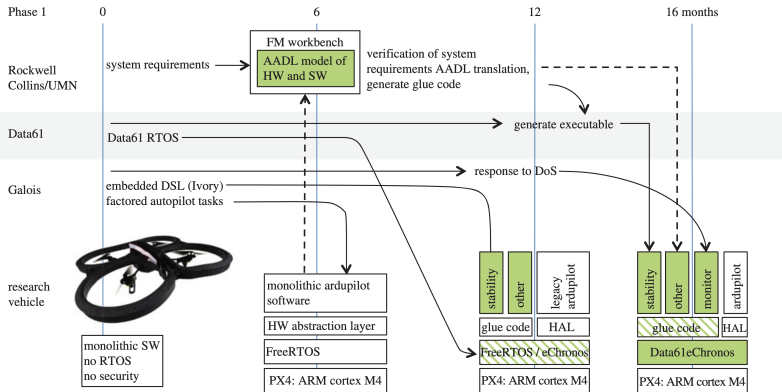 Phase 1 0 6 12 16 months
FM workbench
AADL model of
HW and SW
Rockwell
Collins/UMN
system requirements
verification of system
requirements AADL translation,
generate glue code
Data61
generate executable
Data61 RTOS
Galois
response to DoS
embedded DSL (Ivory)
factored autopilot tasks
research
vehicle
monolithic SW
no RTOS
no security
monolithic ardupilot
software
HW abstraction layer
FreeRTOS
PX4: ARM cortex M4
stability
other
legacy
ardupilot
glue code
HAL
FreeRTOS / eChronos
PX4: ARM cortex M4
stability
other
monitor
ardupilot
glue code
HAL
Data61eChronos
PX4: ARM cortex M4